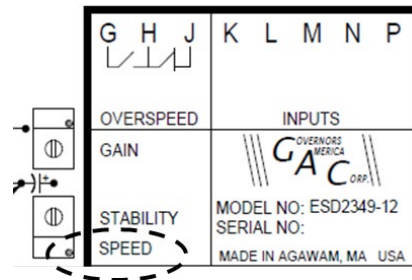 G H J K L M N P
OVERSPEED INPUTS
GAIN
GOVERNORS
AMERICA
CORP.
STABILITY
MODEL NO: ESD2349-12
SERIAL NO:
SPEED
MADE IN AGAWAM, MA USA